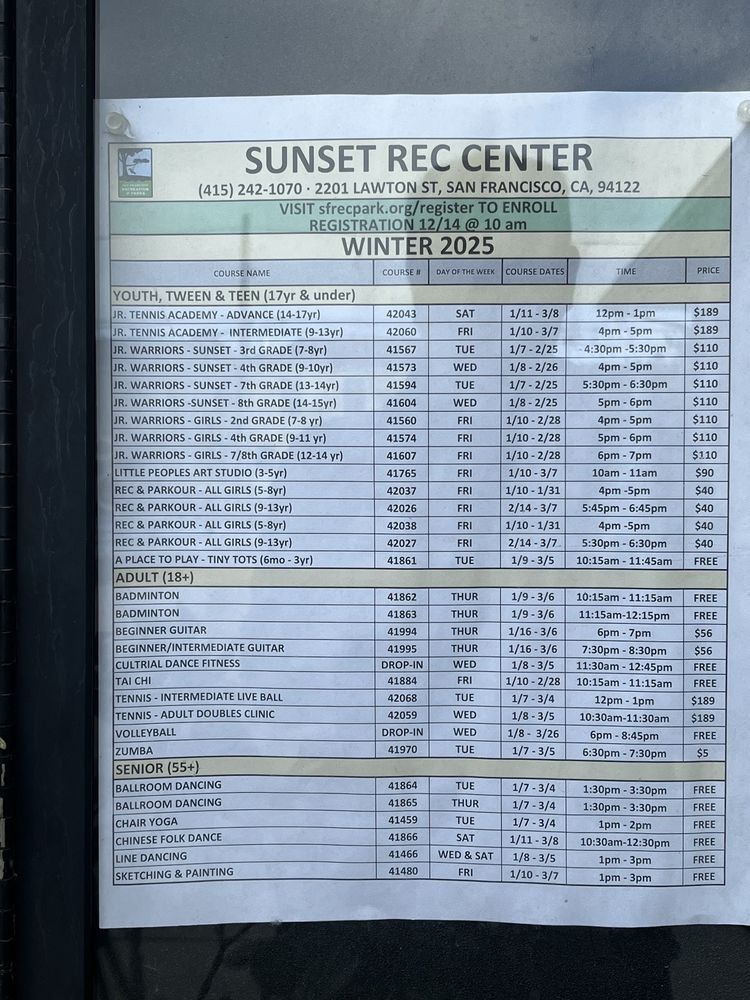 SUNSET REC CENTER
(415) 242-1070 · 2201 LAWTON ST, SAN FRANCISCO, CA, 94122
VISIT sfrecpark.org/register TO ENROLL
REGISTRATION 12/14 @ 10 am
WINTER 2025
COURSE NAME COURSE # DAY OF THE WEEK COURSE DATES TIME PRICE
YOUTH, TWEEN & TEEN (17yr & under)
JR. TENNIS ACADEMY - ADVANCE (14-17yr) 42043 SAT 1/11 - 3/8 12pm - 1pm $189
JR. TENNIS ACADEMY - INTERMEDIATE (9-13yr) 42060 FRI 1/10 - 3/7 4pm - 5pm $189
JR. WARRIORS - SUNSET - 3rd GRADE (7-8yr) 41567 TUE 1/7 - 2/25 4:30pm -5:30pm $110
JR. WARRIORS - SUNSET - 4th GRADE (9-10yr) 41573 WED 1/8 - 2/26 4pm - 5pm $110
JR. WARRIORS - SUNSET - 7th GRADE (13-14yr) 41594 TUE 1/7 - 2/25 5:30pm - 6:30pm $110
JR. WARRIORS -SUNSET - 8th GRADE (14-15yr) 41604 WED 1/8 - 2/25 5pm - 6pm $110
JR. WARRIORS - GIRLS - 2nd GRADE (7-8 yr) 41560 FRI 1/10 - 2/28 4pm - 5pm $110
JR. WARRIORS - GIRLS - 4th GRADE (9-11 yr) 41574 FRI 1/10 - 2/28 5pm - 6pm $110
JR. WARRIORS - GIRLS - 7/8th GRADE (12-14 yr) 41607 FRI 1/10 - 2/28 6pm - 7pm $110
LITTLE PEOPLES ART STUDIO (3-5yr) 41765 FRI 1/10 - 3/7 10am - 11am $90
REC & PARKOUR - ALL GIRLS (5-8yr) 42037 FRI 1/10 - 1/31 4pm -5pm $40
REC & PARKOUR - ALL GIRLS (9-13yr) 42026 FRI 2/14 - 3/7 5:45pm - 6:45pm $40
REC & PARKOUR - ALL GIRLS (5-8yr) 42038 FRI 1/10 - 1/31 4pm -5pm $40
REC & PARKOUR - ALL GIRLS (9-13yr) 42027 FRI 2/14 - 3/7 5:30pm - 6:30pm $40
A PLACE TO PLAY - TINY TOTS (6mo - 3yr) 41861 TUE 1/9 - 3/5 10:15am - 11:45am FREE
ADULT (18+)
BADMINTON 41862 THUR 1/9 - 3/6 10:15am - 11:15am FREE
BADMINTON 41863 THUR 1/9 - 3/6 11:15am-12:15pm FREE
BEGINNER GUITAR 41994 THUR 1/16 - 3/6 6pm - 7pm $56
BEGINNER/INTERMEDIATE GUITAR 41995 THUR 1/16 - 3/6 7:30pm - 8:30pm $56
CULTRIAL DANCE FITNESS DROP-IN WED 1/8 - 3/5 11:30am - 12:45pm FREE
TAI CHI 41884 FRI 1/10 - 2/28 10:15am - 11:15am FREE
TENNIS - INTERMEDIATE LIVE BALL 42068 TUE 1/7 - 3/4 12pm - 1pm $189
TENNIS - ADULT DOUBLES CLINIC 42059 WED 1/8 - 3/5 10:30am-11:30am $189
VOLLEYBALL DROP-IN WED 1/8 - 3/26 6pm - 8:45pm FREE
ZUMBA 41970 TUE 1/7 - 3/5 6:30pm - 7:30pm $5
SENIOR (55+)
BALLROOM DANCING 41864 TUE 1/7 - 3/4 1:30pm - 3:30pm FREE
BALLROOM DANCING 41865 THUR 1/7 - 3/4 1:30pm - 3:30pm FREE
CHAIR YOGA 41459 TUE 1/7 - 3/4 1pm - 2pm FREE
CHINESE FOLK DANCE 41866 SAT 1/11 - 3/8 10:30am-12:30pm FREE
LINE DANCING 41466 WED & SAT 1/8 - 3/5 1pm - 3pm FREE
SKETCHING & PAINTING 41480 FRI 1/10 - 3/7 1pm - 3pm FREE